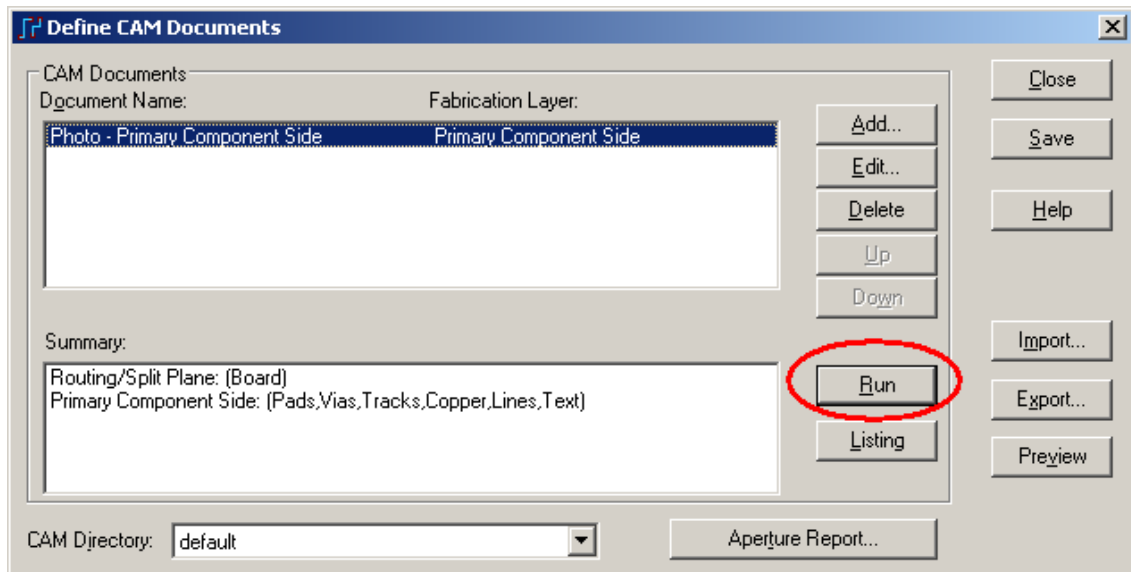 Define CAM Documents
CAM Documents
Document Name: Fabrication Layer:
Photo - Primary Component Side Primary Component Side
Add...
Edit...
Delete
Up
Down
Close
Save
Help
Summary:
Routing/Split Plane: (Board)
Primary Component Side: (Pads,Vias,Tracks,Copper,Lines,Text)
Run
Listing
Import...
Export...
Preview
CAM Directory: default
Aperture Report...